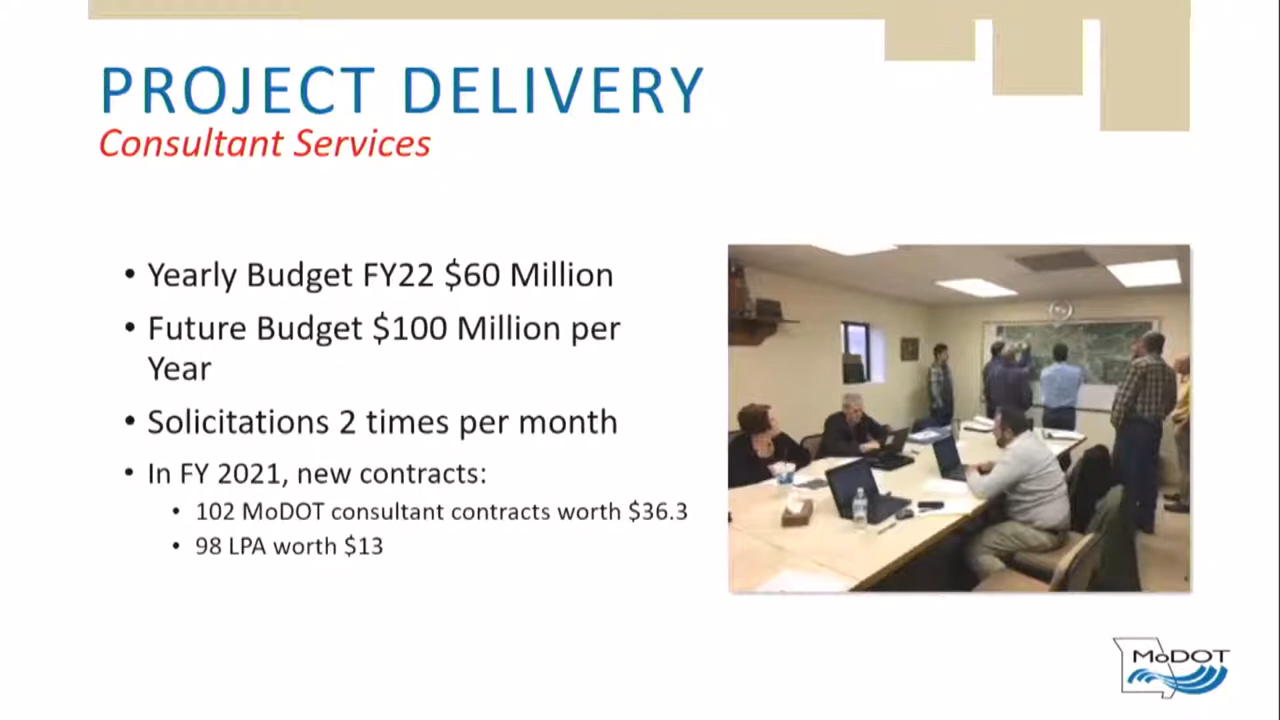 PROJECT DELIVERY
Consultant Services
• Yearly Budget FY22 $60 Million
• Future Budget $100 Million per
Year
• Solicitations 2 times per month
• In FY 2021, new contracts:
• 102 MoDOT consultant contracts worth $36.3
• 98 LPA worth $13
MoDOT